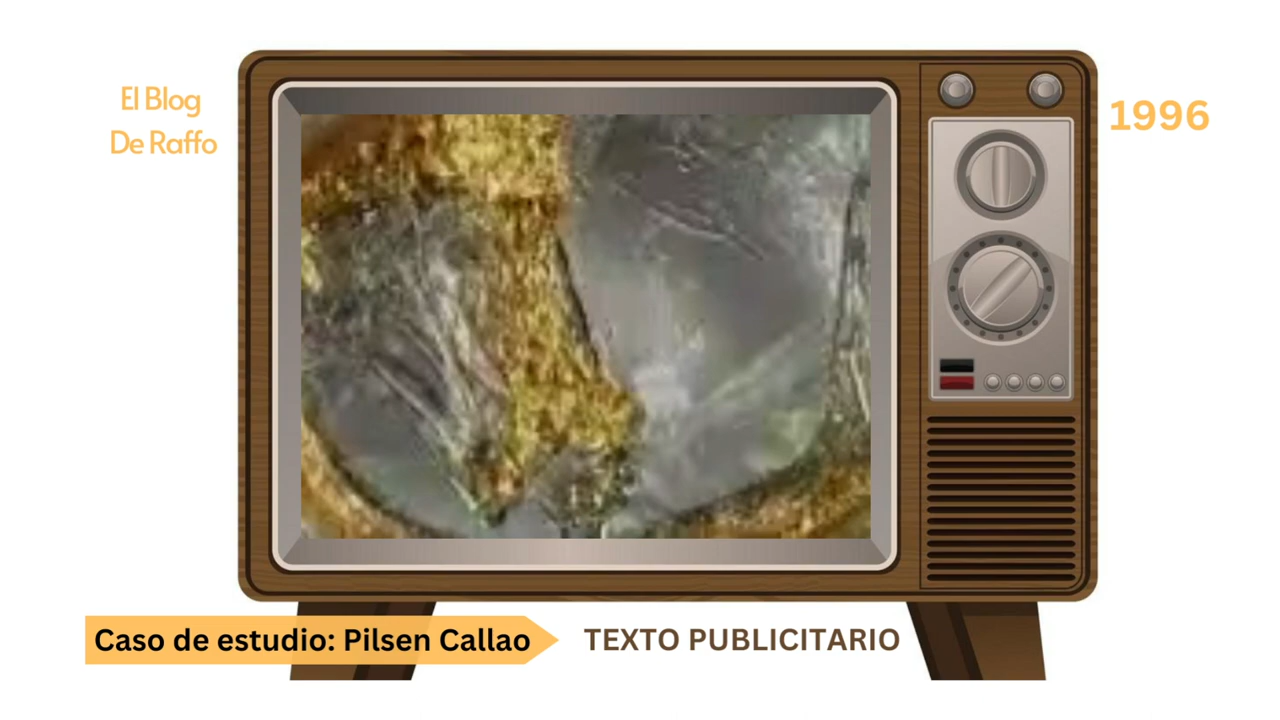 El Blog
De Raffo
1996
Caso de estudio: Pilsen Callao
TEXTO PUBLICITARIO